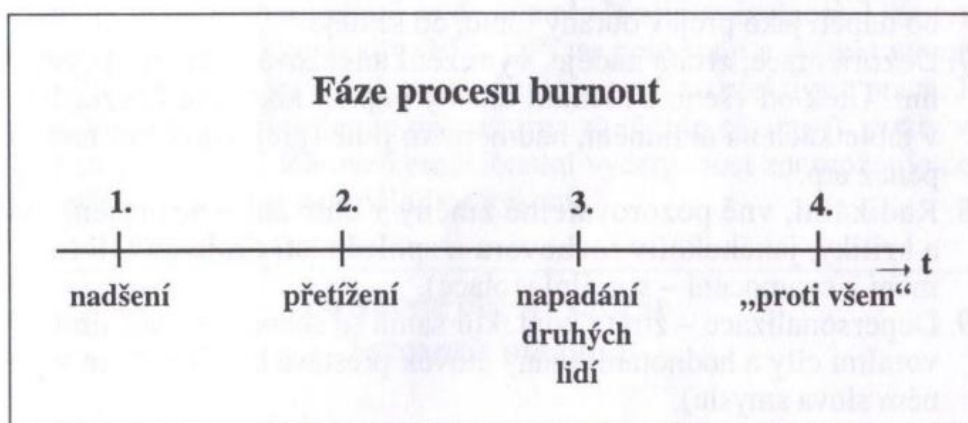 Fáze procesu burnout
1. 2. 3. 4.
→ t
nadšení přetížení napadání „proti všem“
druhých
lidí